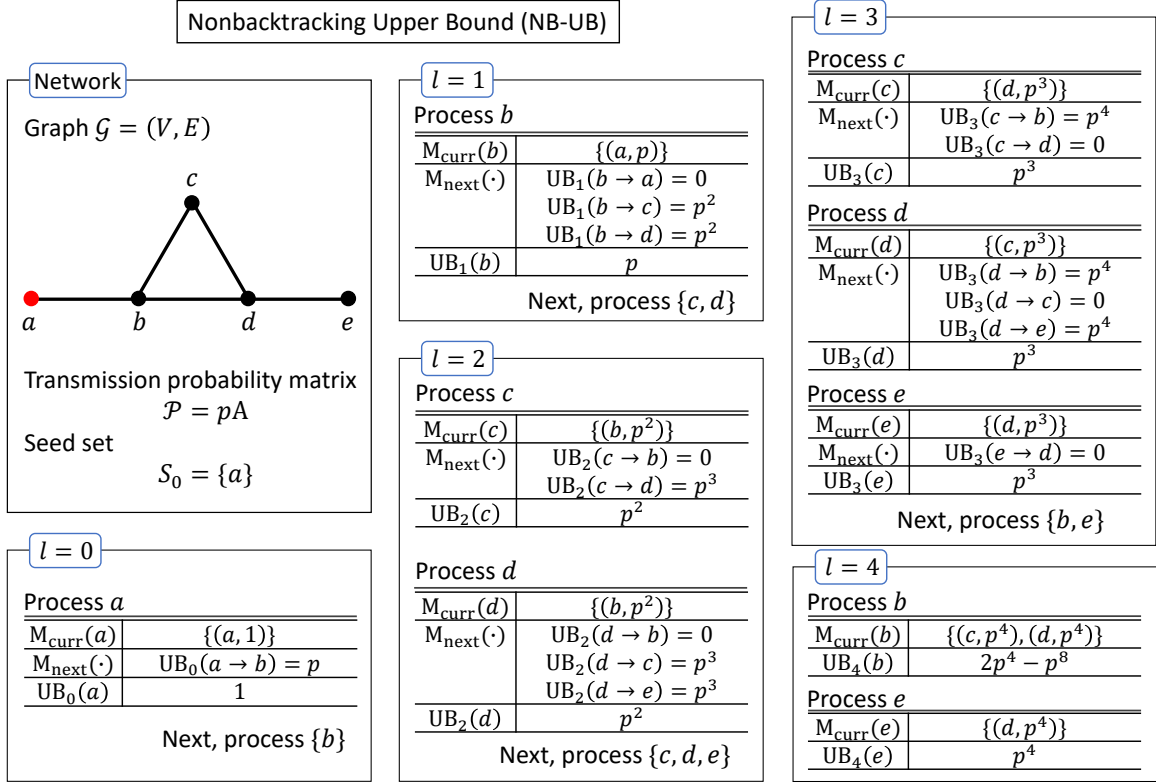 Nonbacktracking Upper Bound (NB-UB)
Network
Graph 𝒢 = (V, E)
c
a b d e
Transmission probability matrix
𝒫 = pA
Seed set
S₀ = {a}
l = 0
Process a
M_curr(a) {(a, 1)}
M_next(·) UB₀(a → b) = p
UB₀(a) 1
Next, process {b}
l = 1
Process b
M_curr(b) {(a, p)}
M_next(·) UB₁(b → a) = 0
UB₁(b → c) = p²
UB₁(b → d) = p²
UB₁(b) p
Next, process {c, d}
l = 2
Process c
M_curr(c) {(b, p²)}
M_next(·) UB₂(c → b) = 0
UB₂(c → d) = p³
UB₂(c) p²
Process d
M_curr(d) {(b, p²)}
M_next(·) UB₂(d → b) = 0
UB₂(d → c) = p³
UB₂(d → e) = p³
UB₂(d) p²
Next, process {c, d, e}
l = 3
Process c
M_curr(c) {(d, p³)}
M_next(·) UB₃(c → b) = p⁴
UB₃(c → d) = 0
UB₃(c) p³
Process d
M_curr(d) {(c, p³)}
M_next(·) UB₃(d → b) = p⁴
UB₃(d → c) = 0
UB₃(d → e) = p⁴
UB₃(d) p³
Process e
M_curr(e) {(d, p³)}
M_next(·) UB₃(e → d) = 0
UB₃(e) p³
Next, process {b, e}
l = 4
Process b
M_curr(b) {(c, p⁴), (d, p⁴)}
UB₄(b) 2p⁴ − p⁸
Process e
M_curr(e) {(d, p⁴)}
UB₄(e) p⁴